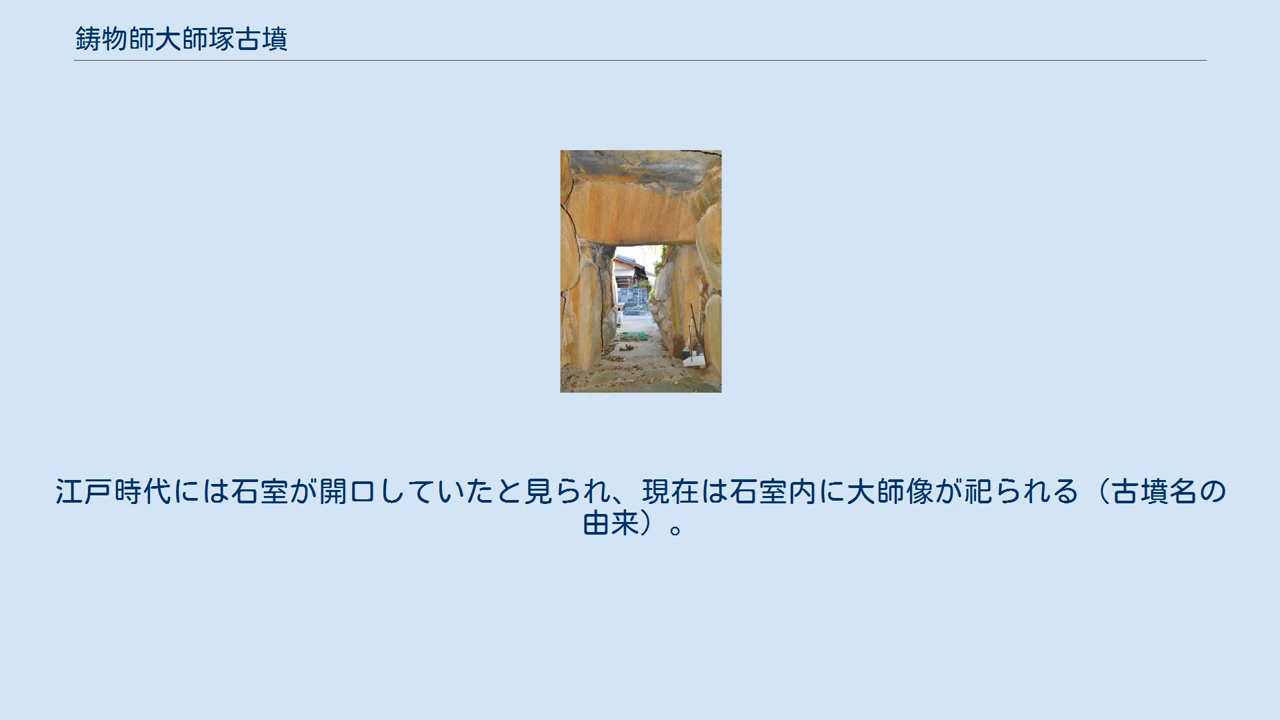 鋳物師大師塚古墳
江戸時代には石室が開口していたと見られ、現在は石室内に大師像が祀られる（古墳名の
由来）。